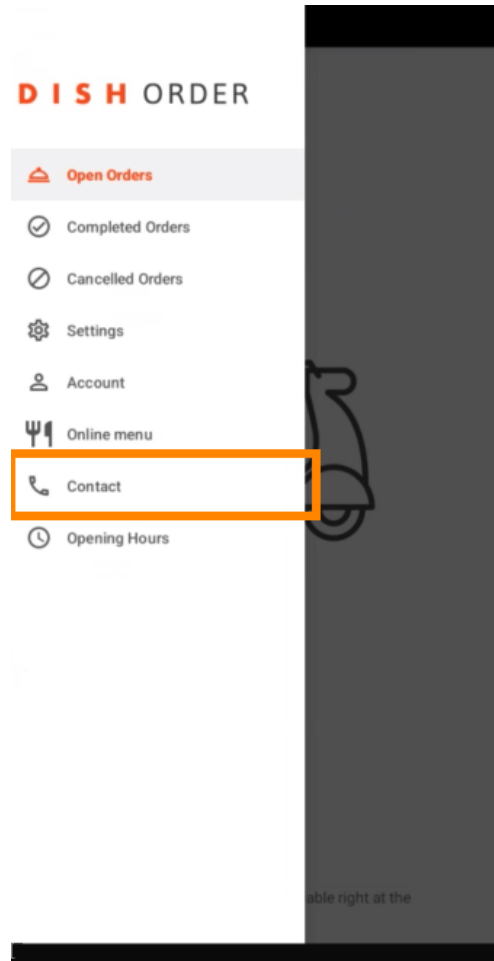 DISH ORDER
Open Orders
Completed Orders
Cancelled Orders
Settings
Account
Online menu
Contact
Opening Hours
able right at the